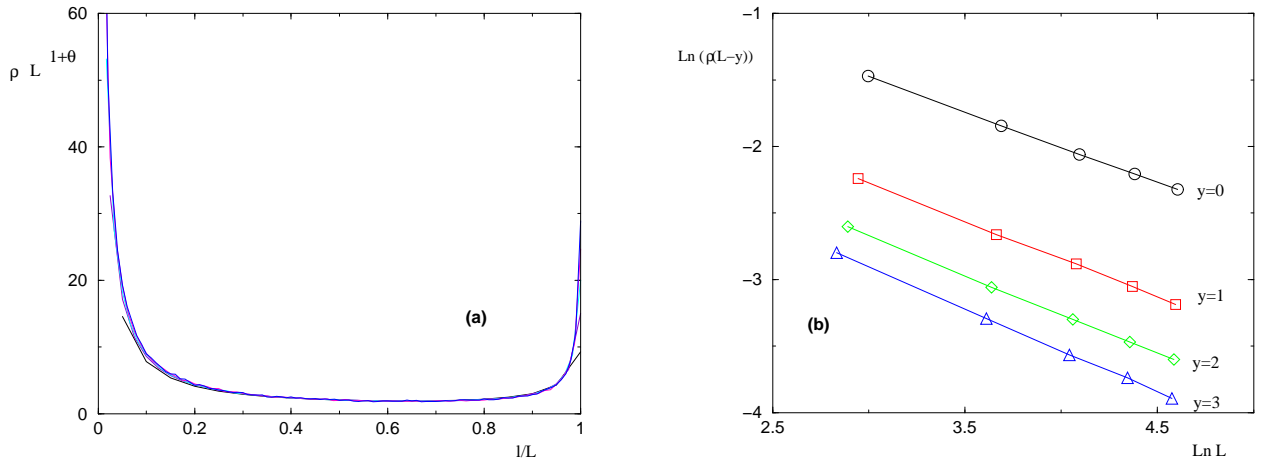 60
ρ L 1+θ
40
(a)
20
0
0 0.2 0.4 0.6 0.8 1
l/L
−1
Ln (ρ(L−y))
−2
y=0
−3
y=1
(b)
y=2
y=3
−4
2.5 3.5 4.5
Ln L